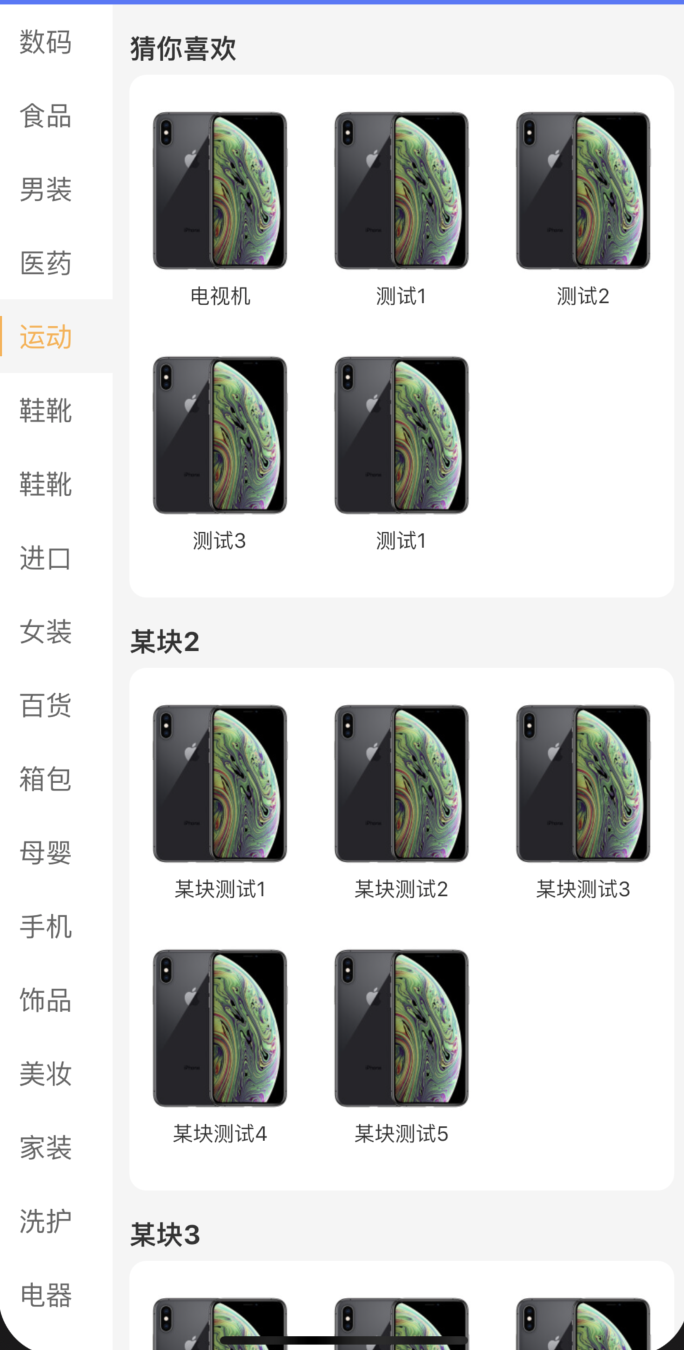 数码
食品
男装
医药
运动
鞋靴
鞋靴
进口
女装
百货
箱包
母婴
手机
饰品
美妆
家装
洗护
电器
猜你喜欢
电视机
测试1
测试2
测试3
测试1
某块2
某块测试1
某块测试2
某块测试3
某块测试4
某块测试5
某块3